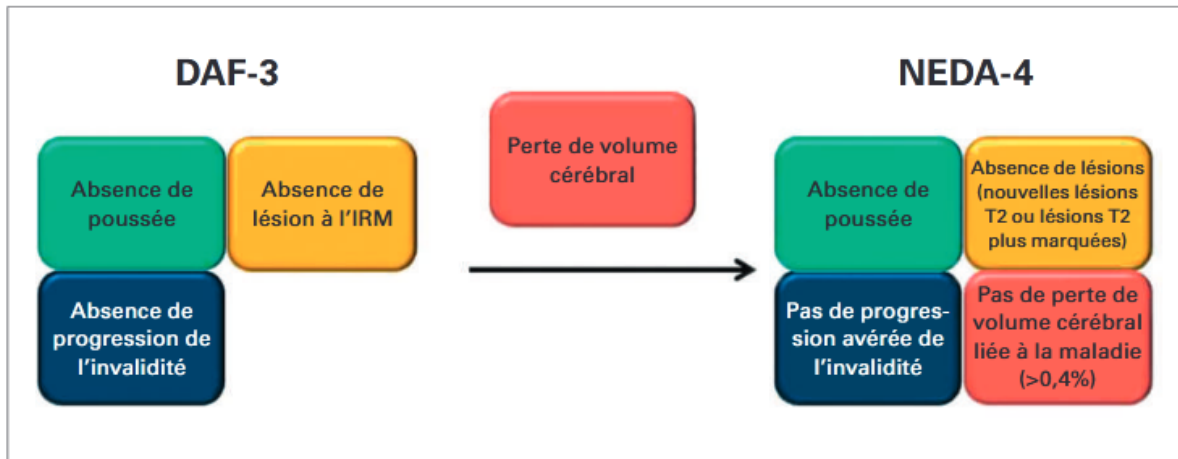 DAF-3
Absence de
poussée
Absence de
lésion à l'IRM
Absence de
progression de
l'invalidité
Perte de volume
cérébral
NEDA-4
Absence de
poussée
Absence de lésions
(nouvelles lésions
T2 ou lésions T2
plus marquées)
Pas de progres-
sion avérée de
l'invalidité
Pas de perte de
volume cérébral
liée à la maladie
(>0,4%)